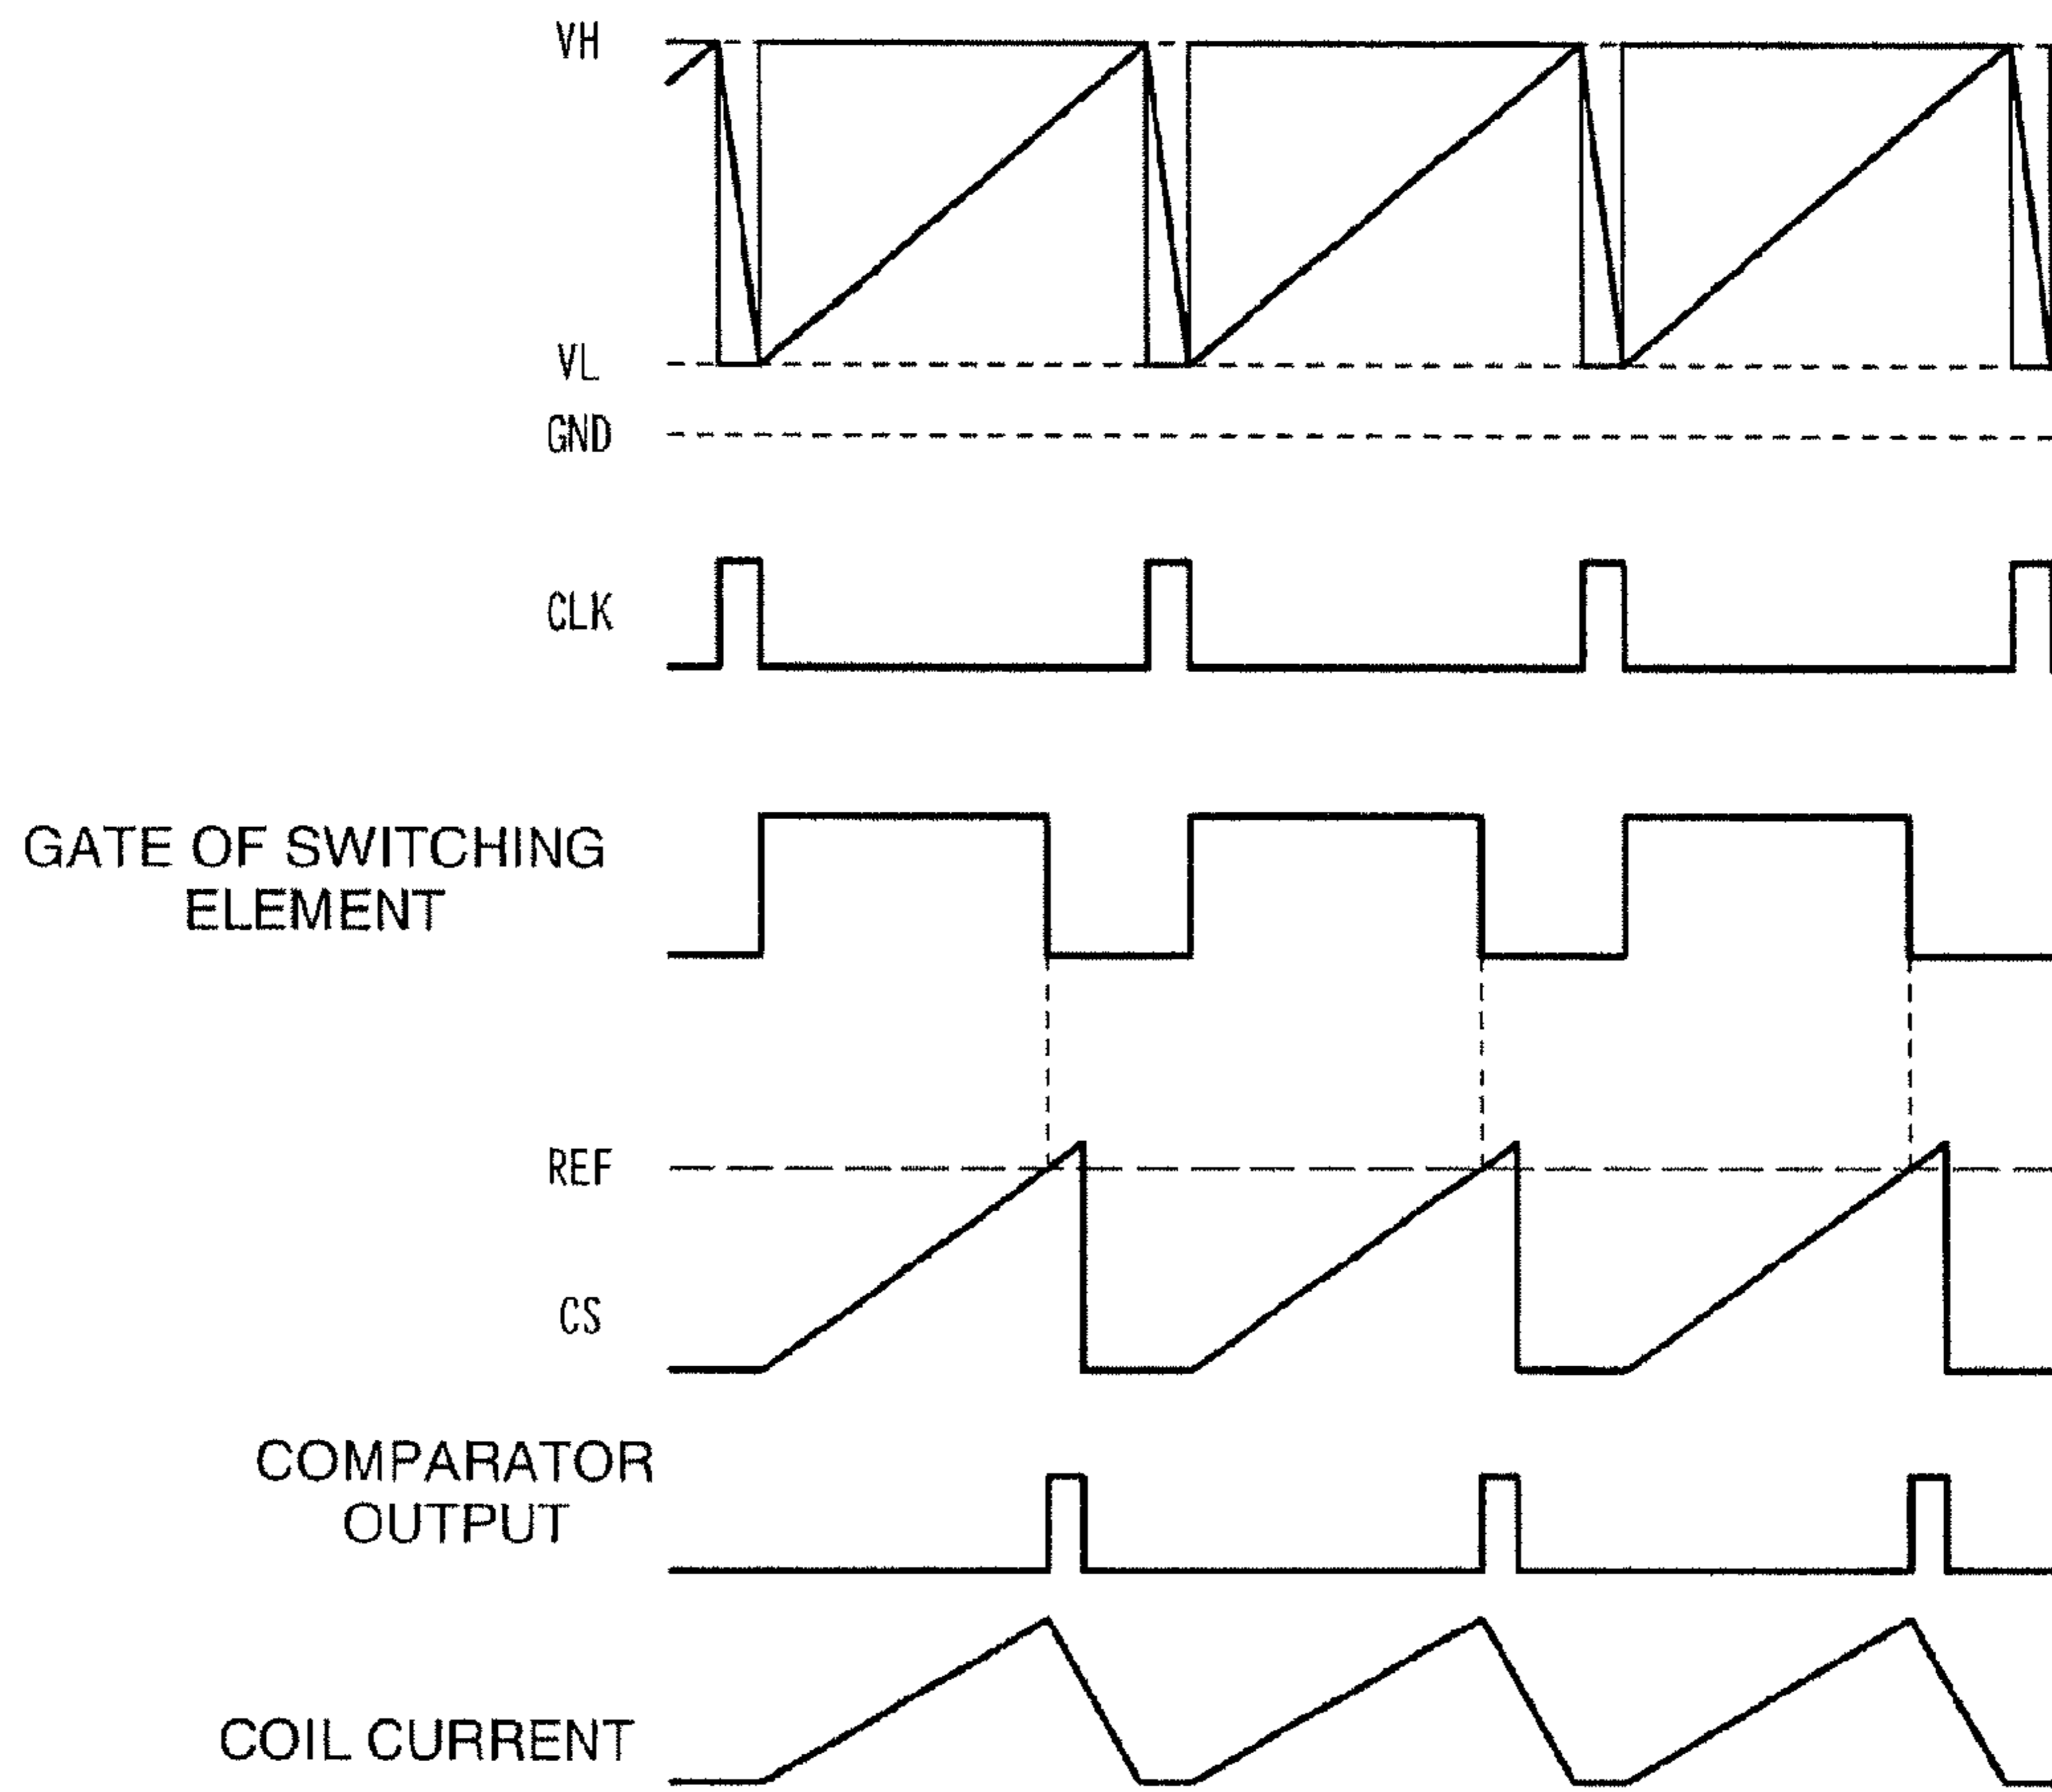 VH
VL
GND
CLK
GATE OF SWITCHING
ELEMENT
REF
CS
COMPARATOR
OUTPUT
COIL CURRENT